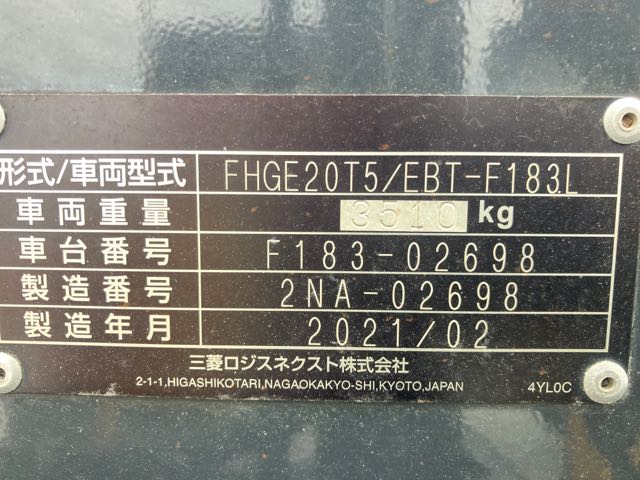 形式/車両型式 FHGE20T5/EBT-F183L
車両重量 3510 kg
車台番号 F183-02698
製造番号 2NA-02698
製造年月 2021/02
三菱ロジスネクスト株式会社
2-1-1,HIGASHIKOTARI,NAGAOKAKYO-SHI,KYOTO,JAPAN 4YL0C